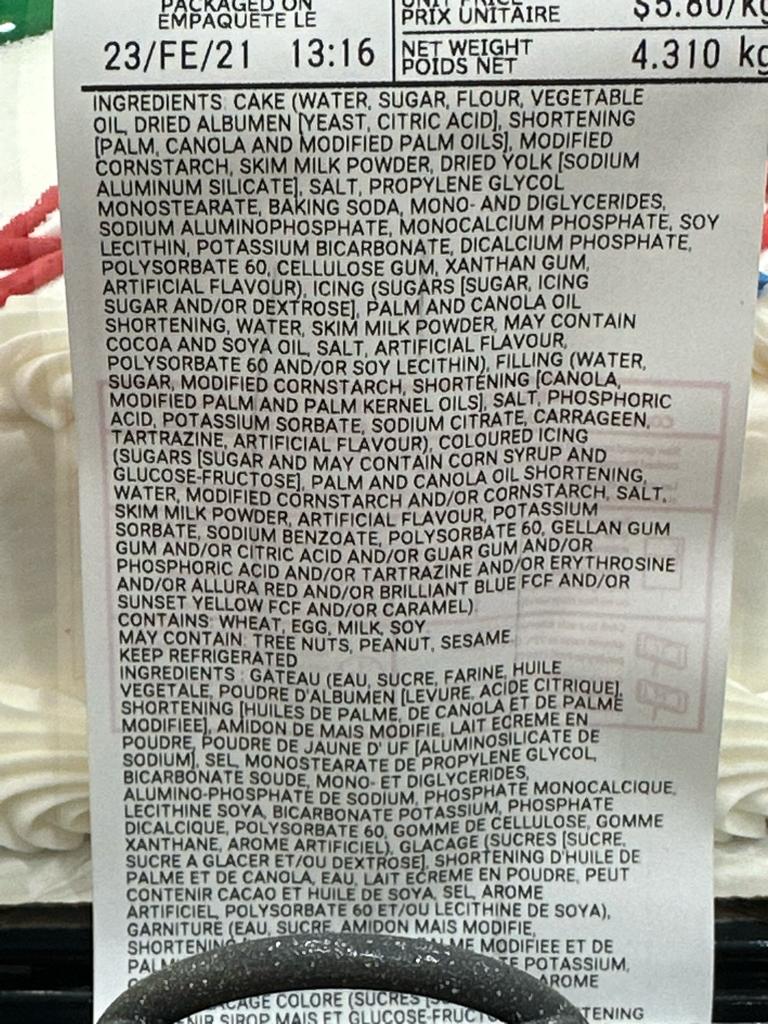 PACKAGED ON
EMPAQUETE LE
PRIX UNITAIRE
$5.80/kg
23/FE/21 13:16
NET WEIGHT
POIDS NET
4.310 kg
INGREDIENTS: CAKE (WATER, SUGAR, FLOUR, VEGETABLE
OIL, DRIED ALBUMEN [YEAST, CITRIC ACID], SHORTENING
[PALM, CANOLA AND MODIFIED PALM OILS], MODIFIED
CORNSTARCH, SKIM MILK POWDER, DRIED YOLK [SODIUM
ALUMINUM SILICATE], SALT, PROPYLENE GLYCOL
MONOSTEARATE, BAKING SODA, MONO- AND DIGLYCERIDES,
SODIUM ALUMINOPHOSPHATE, MONOCALCIUM PHOSPHATE, SOY
LECITHIN, POTASSIUM BICARBONATE, DICALCIUM PHOSPHATE,
POLYSORBATE 60, CELLULOSE GUM, XANTHAN GUM,
ARTIFICIAL FLAVOUR), ICING (SUGARS [SUGAR, ICING
SUGAR AND/OR DEXTROSE], PALM AND CANOLA OIL
SHORTENING, WATER, SKIM MILK POWDER, MAY CONTAIN
COCOA AND SOYA OIL, SALT, ARTIFICIAL FLAVOUR,
POLYSORBATE 60 AND/OR SOY LECITHIN), FILLING (WATER,
SUGAR, MODIFIED CORNSTARCH, SHORTENING [CANOLA,
MODIFIED PALM AND PALM KERNEL OILS], SALT, PHOSPHORIC
ACID, POTASSIUM SORBATE, SODIUM CITRATE, CARRAGEEN,
TARTRAZINE, ARTIFICIAL FLAVOUR), COLOURED ICING
(SUGARS [SUGAR AND MAY CONTAIN CORN SYRUP AND
GLUCOSE-FRUCTOSE], PALM AND CANOLA OIL SHORTENING,
WATER, MODIFIED CORNSTARCH AND/OR CORNSTARCH, SALT,
SKIM MILK POWDER, ARTIFICIAL FLAVOUR, POTASSIUM
SORBATE, SODIUM BENZOATE, POLYSORBATE 60, GELLAN GUM
GUM AND/OR CITRIC ACID AND/OR GUAR GUM AND/OR
PHOSPHORIC ACID AND/OR TARTRAZINE AND/OR ERYTHROSINE
AND/OR ALLURA RED AND/OR BRILLIANT BLUE FCF AND/OR
SUNSET YELLOW FCF AND/OR CARAMEL).
CONTAINS: WHEAT, EGG, MILK, SOY
MAY CONTAIN: TREE NUTS, PEANUT, SESAME
KEEP REFRIGERATED
INGREDIENTS : GATEAU (EAU, SUCRE, FARINE, HUILE
VEGETALE, POUDRE D'ALBUMEN [LEVURE, ACIDE CITRIQUE],
SHORTENING [HUILES DE PALME, DE CANOLA ET DE PALME
MODIFIEE], AMIDON DE MAIS MODIFIE, LAIT ECREME EN
POUDRE, POUDRE DE JAUNE D' UF [ALUMINOSILICATE DE
SODIUM], SEL, MONOSTEARATE DE PROPYLENE GLYCOL,
BICARBONATE SOUDE, MONO- ET DIGLYCERIDES,
ALUMINO-PHOSPHATE DE SODIUM, PHOSPHATE MONOCALCIQUE,
LECITHINE SOYA, BICARBONATE POTASSIUM, PHOSPHATE
DICALCIQUE, POLYSORBATE 60, GOMME DE CELLULOSE, GOMME
XANTHANE, AROME ARTIFICIEL), GLACAGE (SUCRES [SUCRE,
SUCRE A GLACER ET/OU DEXTROSE], SHORTENING D'HUILE DE
PALME ET DE CANOLA, EAU, LAIT ECREME EN POUDRE, PEUT
CONTENIR CACAO ET HUILE DE SOYA, SEL, AROME
ARTIFICIEL, POLYSORBATE 60 ET/OU LECITHINE DE SOYA),
GARNITURE (EAU, SUCRE, AMIDON MAIS MODIFIE,
SHORTENING MODIFIEE ET DE
POTASSIUM,
AROME
COLORE (SUCRES
SIROP MAIS ET